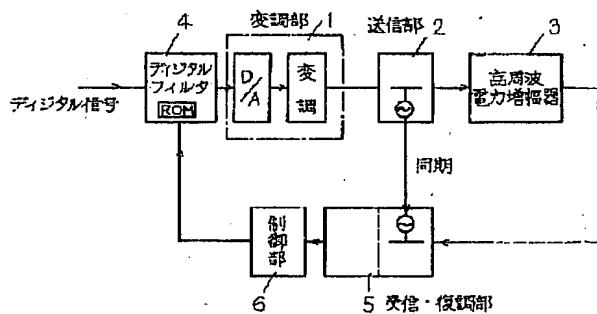 変調部 1
送信部
2
3
4
ディジタル
フィルタ
ROM
D/A
変調
高周波
電力増幅器
ディジタル信号
同期
制御部
6
5 受信・復調部